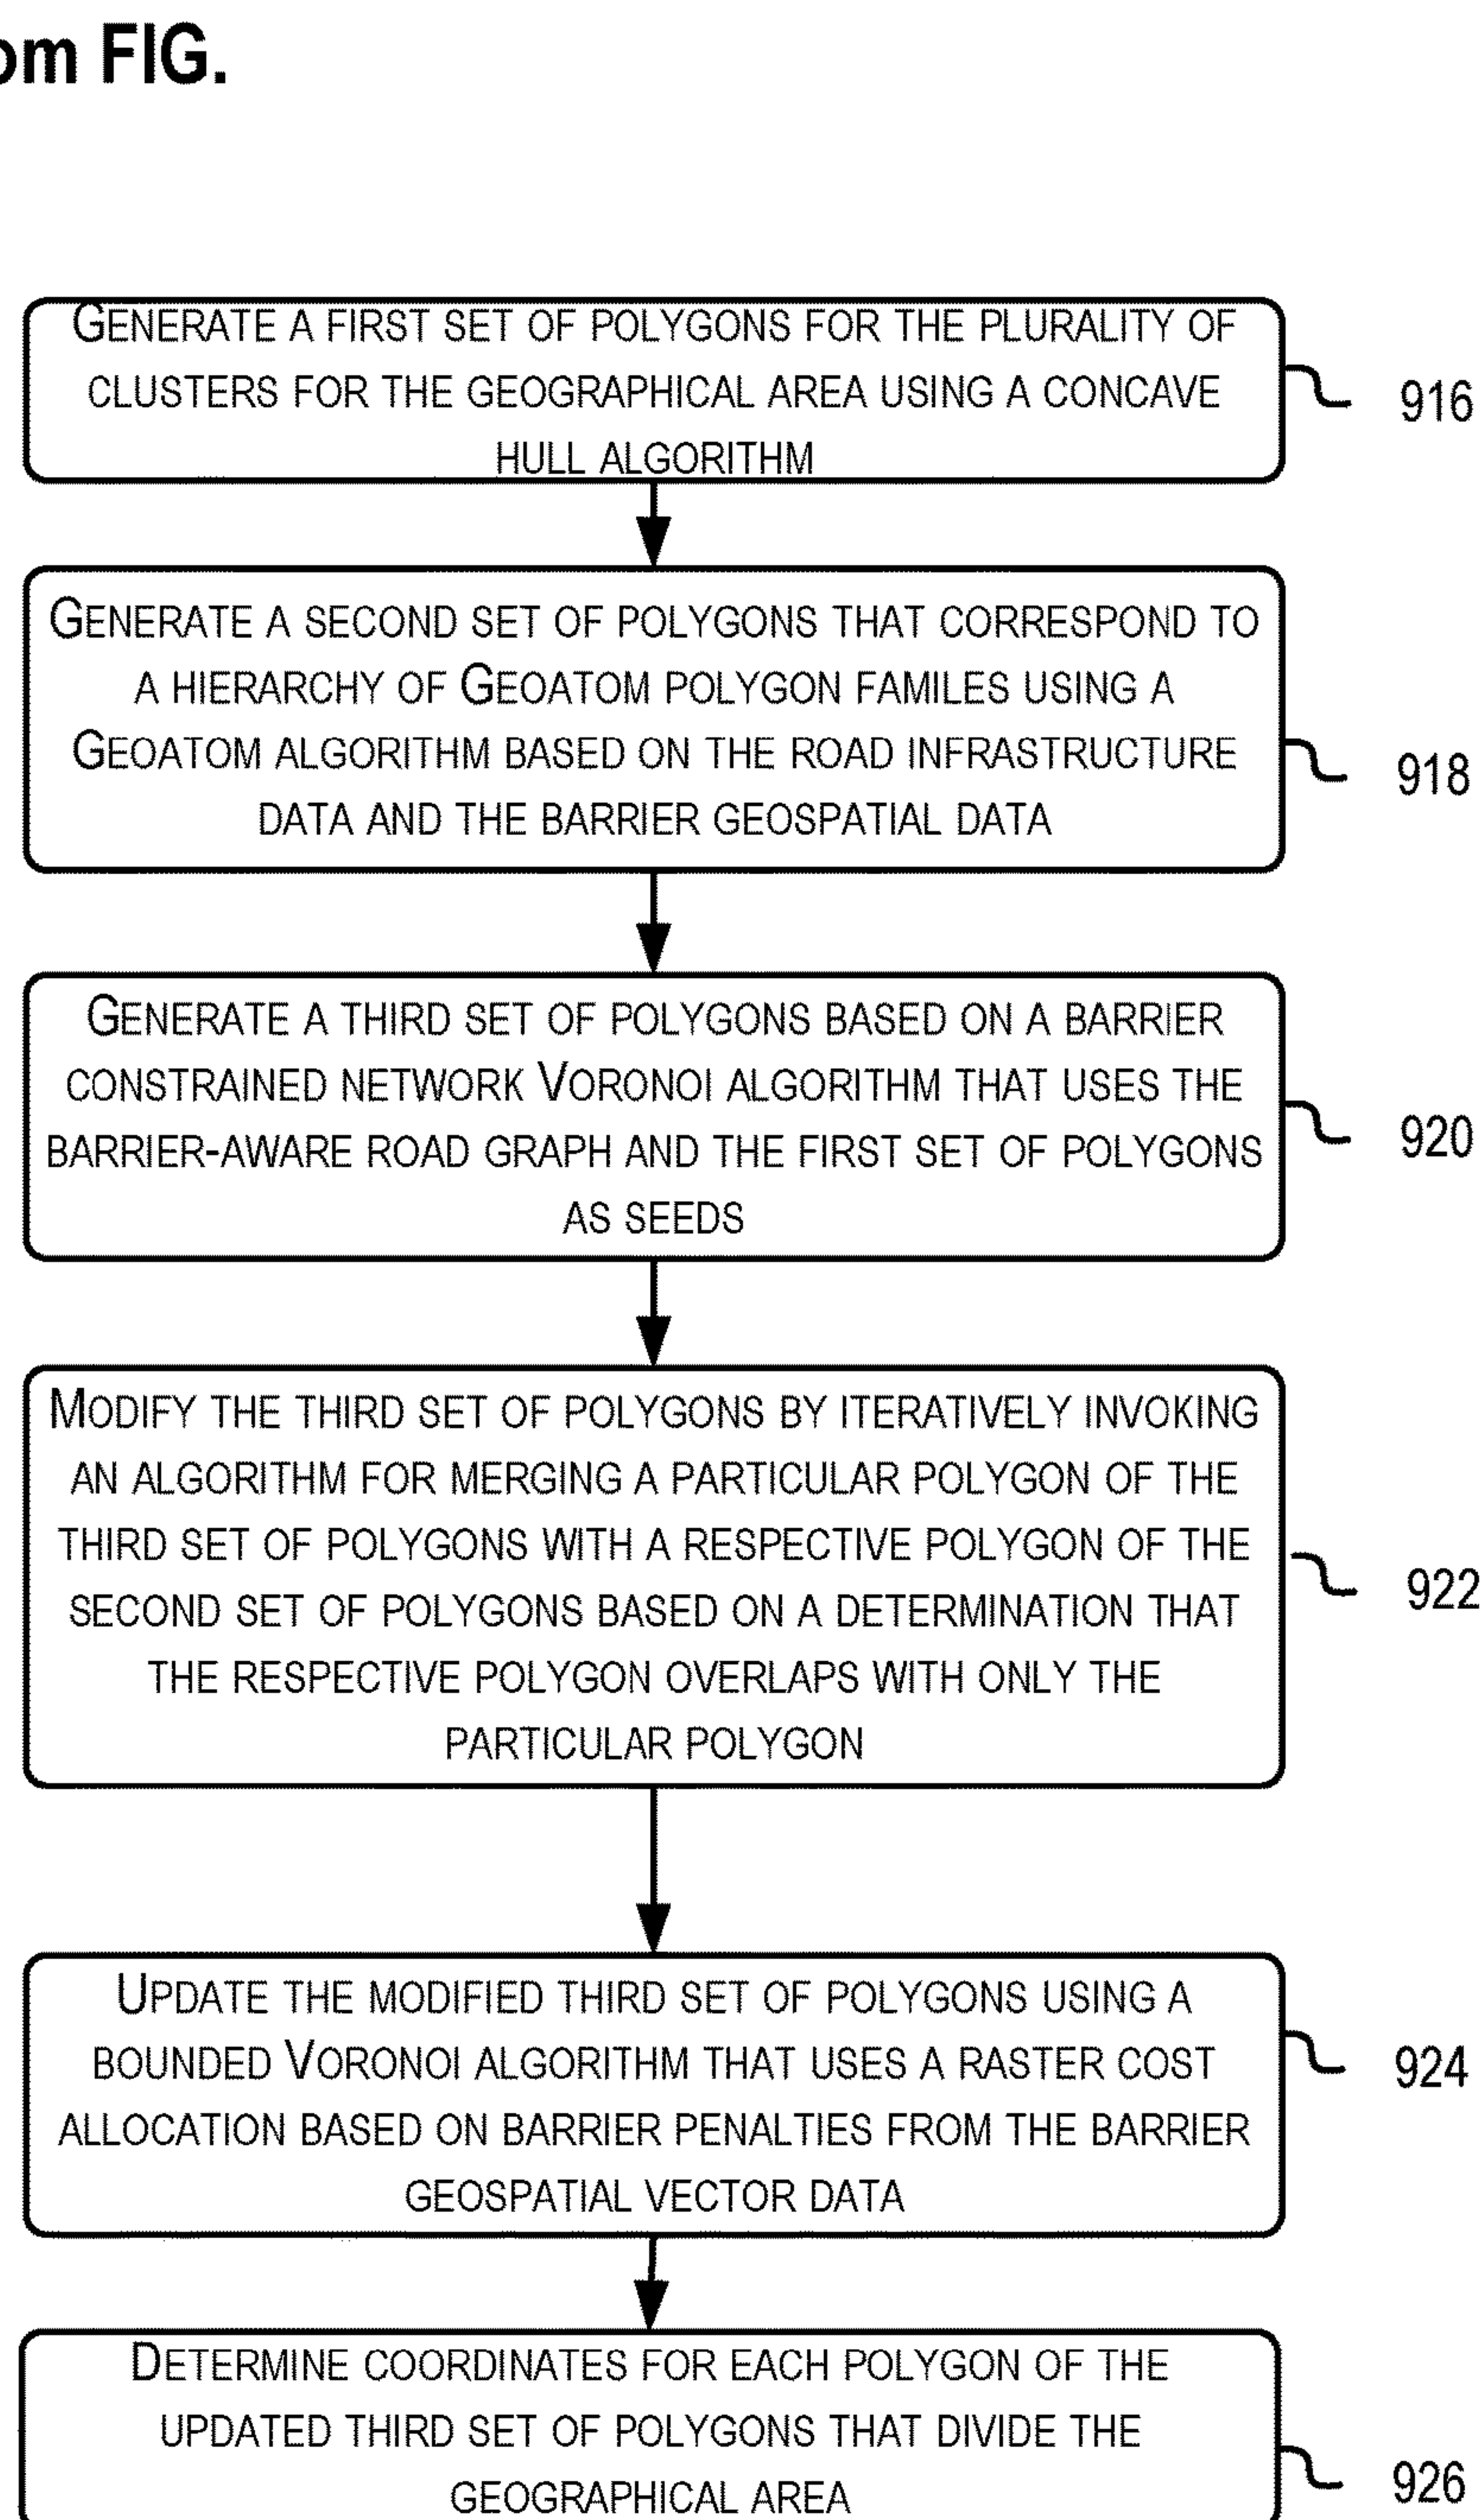 om FIG.
GENERATE A FIRST SET OF POLYGONS FOR THE PLURALITY OF
CLUSTERS FOR THE GEOGRAPHICAL AREA USING A CONCAVE
HULL ALGORITHM
916
GENERATE A SECOND SET OF POLYGONS THAT CORRESPOND TO
A HIERARCHY OF GEOATOM POLYGON FAMILES USING A
GEOATOM ALGORITHM BASED ON THE ROAD INFRASTRUCTURE
DATA AND THE BARRIER GEOSPATIAL DATA
918
GENERATE A THIRD SET OF POLYGONS BASED ON A BARRIER
CONSTRAINED NETWORK VORONOI ALGORITHM THAT USES THE
BARRIER-AWARE ROAD GRAPH AND THE FIRST SET OF POLYGONS
AS SEEDS
920
MODIFY THE THIRD SET OF POLYGONS BY ITERATIVELY INVOKING
AN ALGORITHM FOR MERGING A PARTICULAR POLYGON OF THE
THIRD SET OF POLYGONS WITH A RESPECTIVE POLYGON OF THE
SECOND SET OF POLYGONS BASED ON A DETERMINATION THAT
THE RESPECTIVE POLYGON OVERLAPS WITH ONLY THE
PARTICULAR POLYGON
922
UPDATE THE MODIFIED THIRD SET OF POLYGONS USING A
BOUNDED VORONOI ALGORITHM THAT USES A RASTER COST
ALLOCATION BASED ON BARRIER PENALTIES FROM THE BARRIER
GEOSPATIAL VECTOR DATA
924
DETERMINE COORDINATES FOR EACH POLYGON OF THE
UPDATED THIRD SET OF POLYGONS THAT DIVIDE THE
GEOGRAPHICAL AREA
926